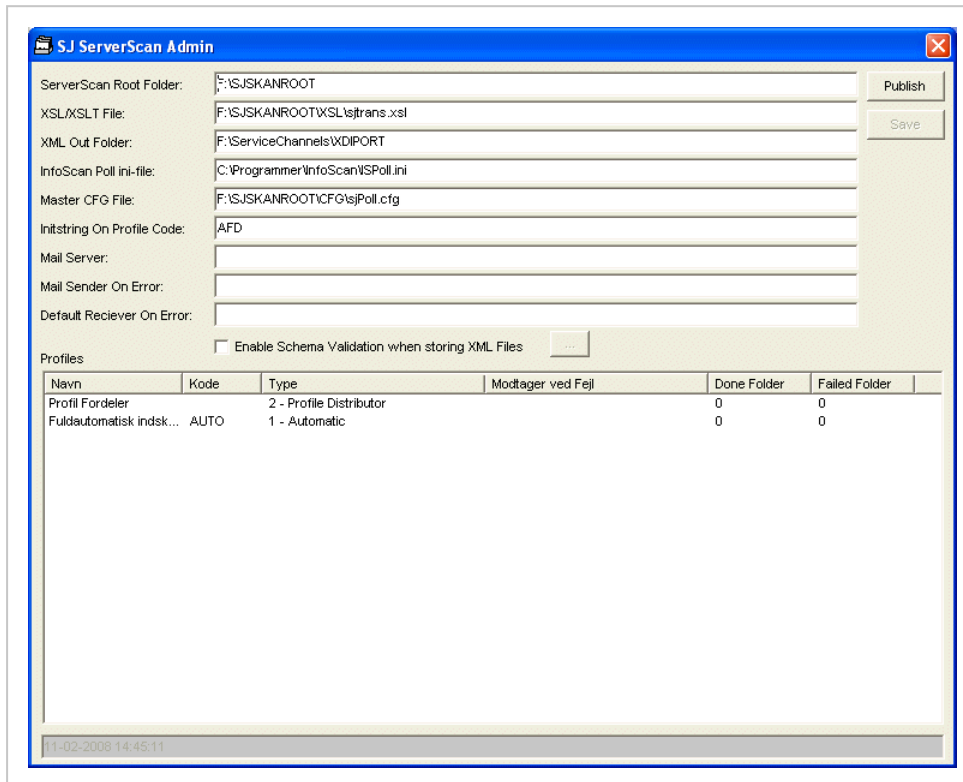 SJ ServerScan Admin
ServerScan Root Folder: F:\SJSKANROOT
Publish
XSL/XSLT File: F:\SJSKANROOT\XSL\sjtrans.xsl
Save
XML Out Folder: F:\ServiceChannels\XDIPORT
InfoScan Poll ini-file: C:\Programmer\InfoScan\ISPoll.ini
Master CFG File: F:\SJSKANROOT\CFG\sjPoll.cfg
Initstring On Profile Code: AFD
Mail Server:
Mail Sender On Error:
Default Reciever On Error:
Enable Schema Validation when storing XML Files ...
Profiles
Navn Kode Type Modtager ved Fejl Done Folder Failed Folder
Profil Fordeler 2 - Profile Distributor 0 0
Fuldautomatisk indsk... AUTO 1 - Automatic 0 0
11-02-2008 14:45:11